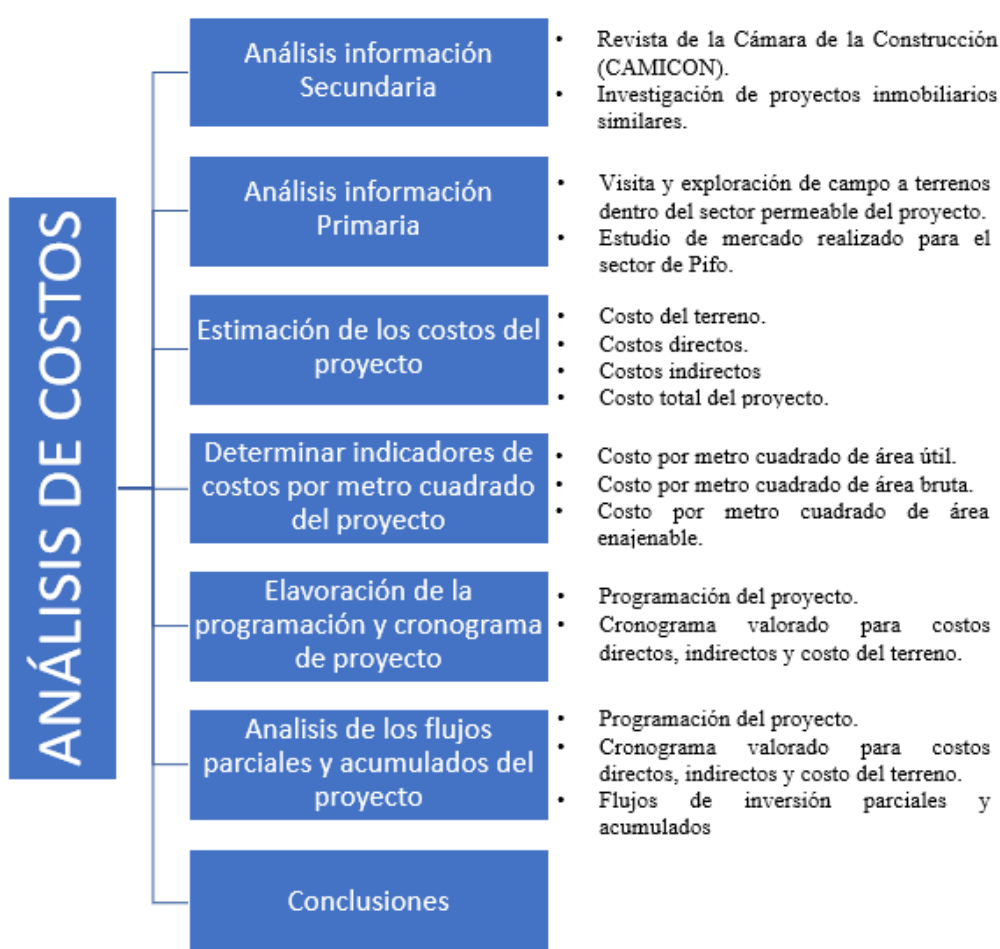 ANÁLISIS DE COSTOS
Análisis información
Secundaria
• Revista de la Cámara de la Construcción
(CAMICON).
• Investigación de proyectos inmobiliarios
similares.
Análisis información
Primaria
• Visita y exploración de campo a terrenos
dentro del sector permeable del proyecto.
• Estudio de mercado realizado para el
sector de Pifo.
Estimación de los costos del
proyecto
• Costo del terreno.
• Costos directos.
• Costos indirectos
• Costo total del proyecto.
Determinar indicadores de
costos por metro cuadrado
del proyecto
• Costo por metro cuadrado de área útil.
• Costo por metro cuadrado de área bruta.
• Costo por metro cuadrado de área
enajenable.
Elavoración de la
programación y cronograma
de proyecto
• Programación del proyecto.
• Cronograma valorado para costos
directos, indirectos y costo del terreno.
Analisis de los flujos
parciales y acumulados del
proyecto
• Programación del proyecto.
• Cronograma valorado para costos
directos, indirectos y costo del terreno.
• Flujos de inversión parciales y
acumulados
Conclusiones